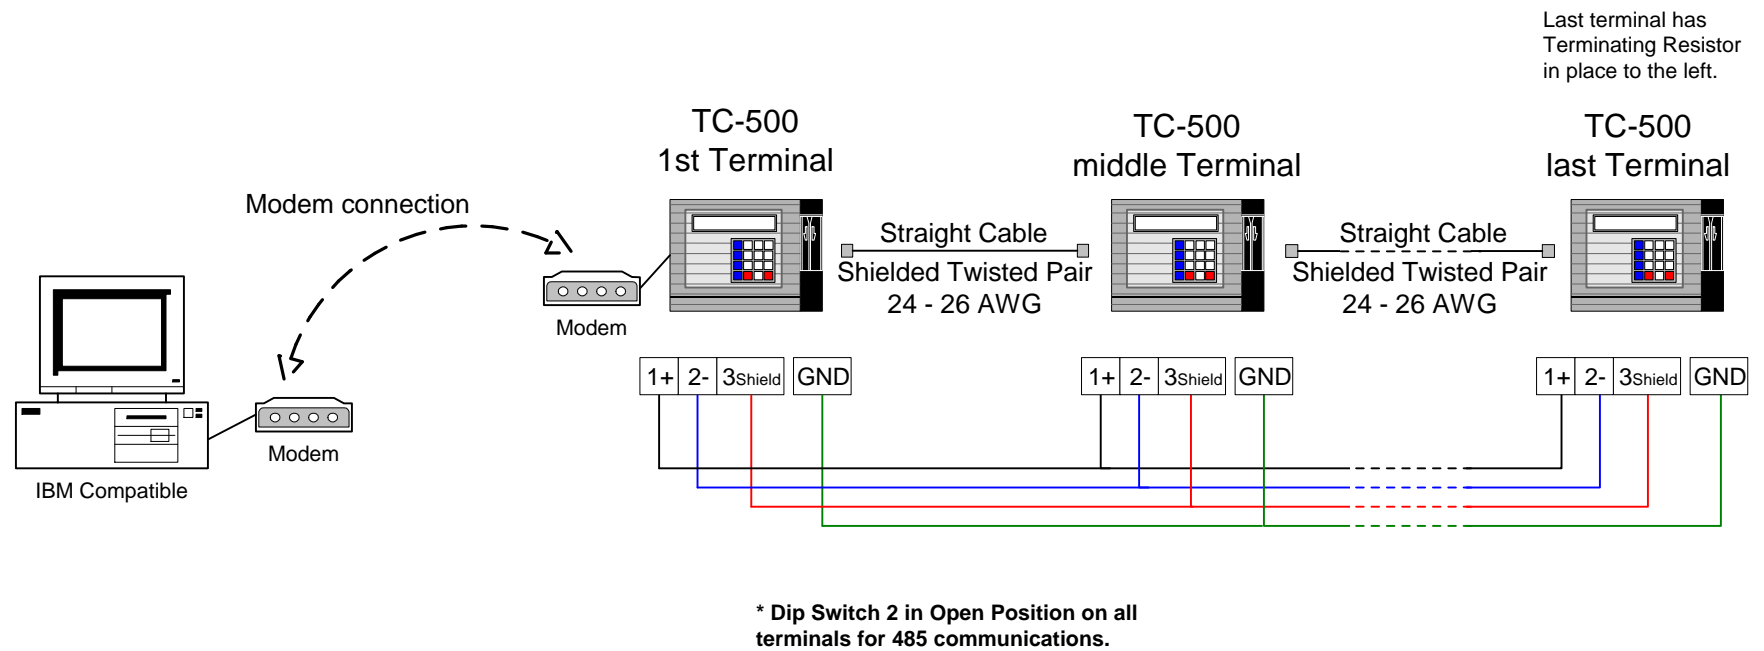 Last terminal has
Terminating Resistor
in place to the left.
TC-500
1st Terminal
TC-500
middle Terminal
TC-500
last Terminal
Modem connection
Straight Cable
Shielded Twisted Pair
24 - 26 AWG
Straight Cable
Shielded Twisted Pair
24 - 26 AWG
Modem
Modem
IBM Compatible
1+ 2- 3Shield GND
1+ 2- 3Shield GND
1+ 2- 3Shield GND
* Dip Switch 2 in Open Position on all
terminals for 485 communications.